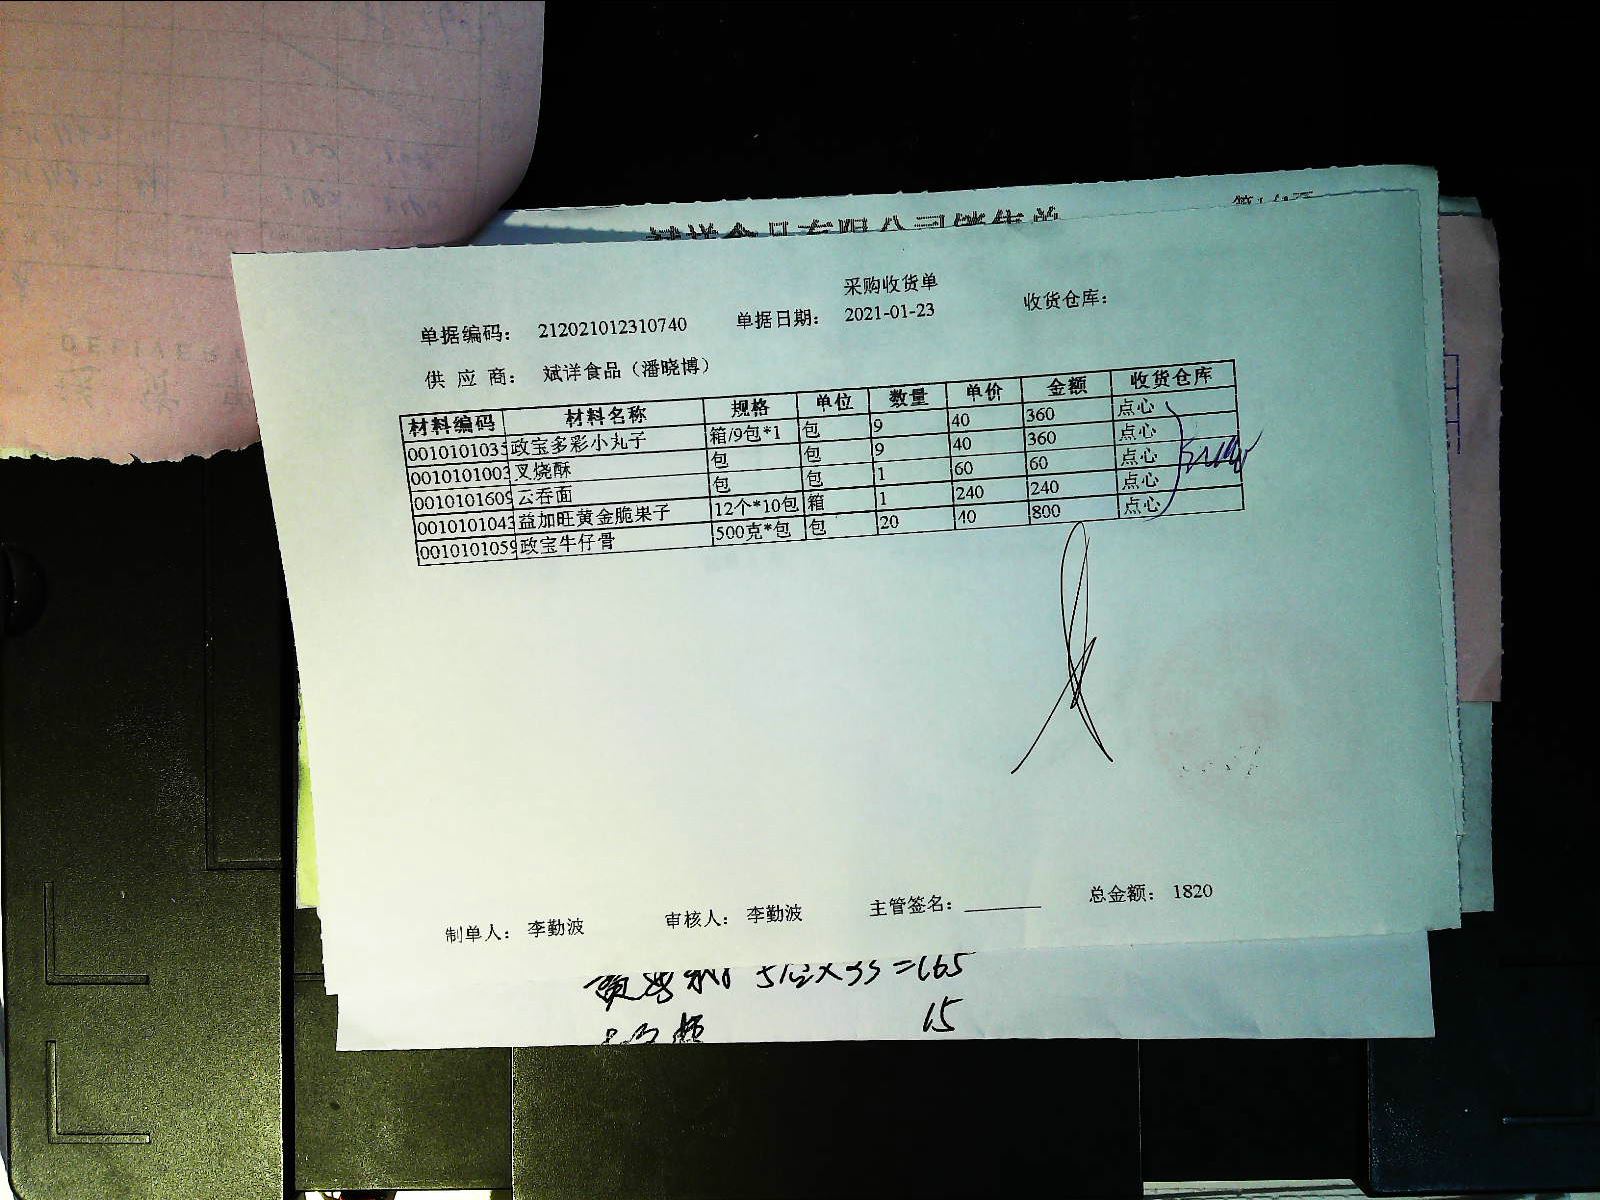 采购收货单
单据编码： 212021012310740 单据日期： 2021-01-23 收货仓库：
供 应 商： 斌洋食品（潘晓博）
材料编码 材料名称 规格 单位 数量 单价 金额 收货仓库
0010101035 政宝多彩小丸子 箱/9包*1 包 9 40 360 点心
0010101003 叉烧酥 包 包 9 40 360 点心
0010101609 云吞面 包 包 1 60 60 点心
0010101043 益加旺黄金脆果子 12个*10包 箱 1 240 240 点心
0010101059 政宝牛仔骨 500克*包 包 20 40 800 点心
制单人： 李勤波 审核人： 李勤波 主管签名： 总金额： 1820
=165
15